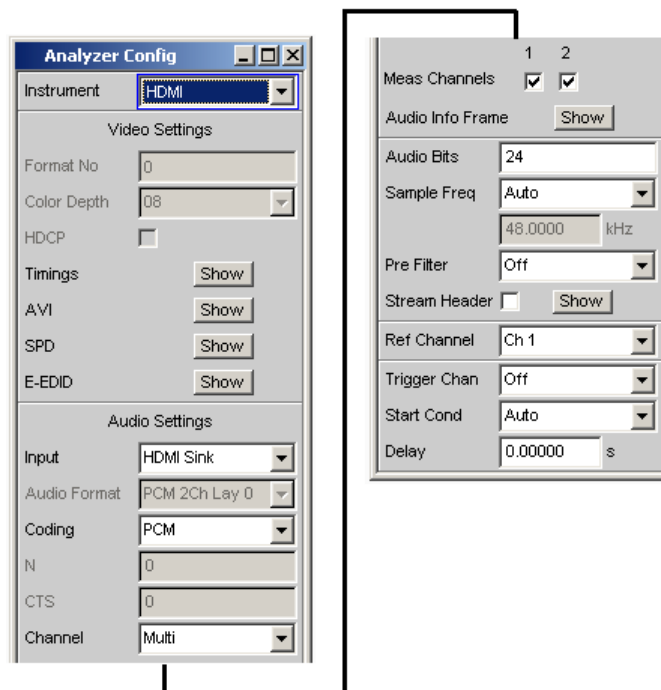 Analyzer Config
Instrument HDMI
Video Settings
Format No 0
Color Depth 08
HDCP
Timings Show
AVI Show
SPD Show
E-EDID Show
Audio Settings
Input HDMI Sink
Audio Format PCM 2Ch Lay 0
Coding PCM
N 0
CTS 0
Channel Multi
1 2
Meas Channels
Audio Info Frame Show
Audio Bits 24
Sample Freq Auto
48.0000 kHz
Pre Filter Off
Stream Header Show
Ref Channel Ch 1
Trigger Chan Off
Start Cond Auto
Delay 0.00000 s